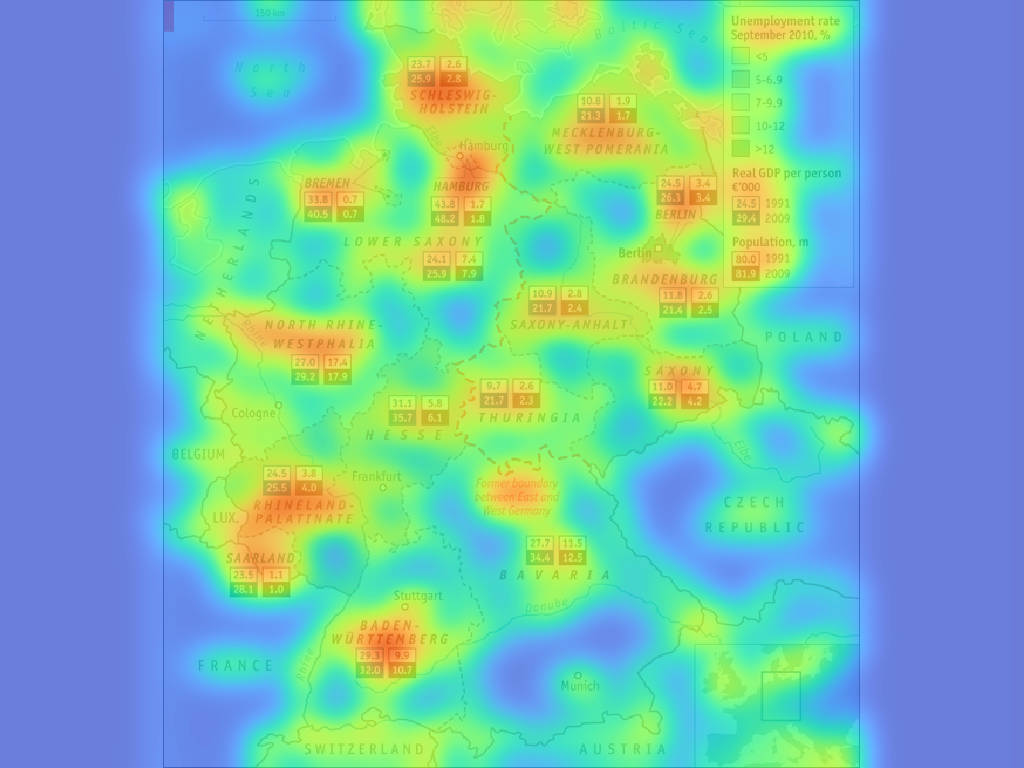 150 km
North
Sea
Baltic Sea
Unemployment rate
September 2010, %
<5
5-6.9
7-9.9
10-12
>12
Real GDP per person
€'000
24.5 1991
29.4 2009
Population, m
80.0 1991
81.9 2009
23.7 2.6
25.9 2.8
SCHLESWIG-
HOLSTEIN
10.8 1.9
21.3 1.7
MECKLENBURG-
WEST POMERANIA
Hamburg
HAMBURG
43.8 1.7
48.2 1.8
BREMEN
33.8 0.7
40.5 0.7
24.5 3.4
26.3 3.4
BERLIN
Berlin
NETHERLANDS
LOWER SAXONY
24.1 7.4
25.9 7.9
BRANDENBURG
11.8 2.6
21.4 2.5
10.9 2.8
21.7 2.4
SAXONY-ANHALT
POLAND
Rhine
NORTH RHINE-
WESTPHALIA
27.0 17.4
29.2 17.9
SAXONY
11.0 4.7
22.2 4.2
9.7 2.6
21.7 2.3
THURINGIA
31.1 5.8
35.7 6.1
HESSE
Cologne
BELGIUM
Elbe
24.5 3.8
25.5 4.0
RHINELAND-
PALATINATE
Frankfurt
Former boundary
between East and
West Germany
CZECH
REPUBLIC
LUX.
SAARLAND
23.5 1.1
28.1 1.0
27.7 11.5
34.4 12.5
BAVARIA
Danube
Stuttgart
BADEN-
WÜRTTEMBERG
29.3 9.9
32.0 10.7
FRANCE
Rhine
Munich
SWITZERLAND
AUSTRIA